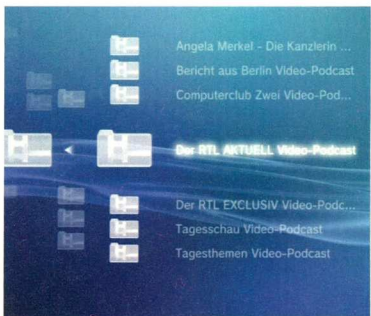 Angela Merkel - Die Kanzlerin ...
Bericht aus Berlin Video-Podcast
Computerclub Zwei Video-Pod...
Der RTL AKTUELL Video-Podcast
Der RTL EXCLUSIV Video-Podc...
Tagesschau Video-Podcast
Tagesthemen Video-Podcast